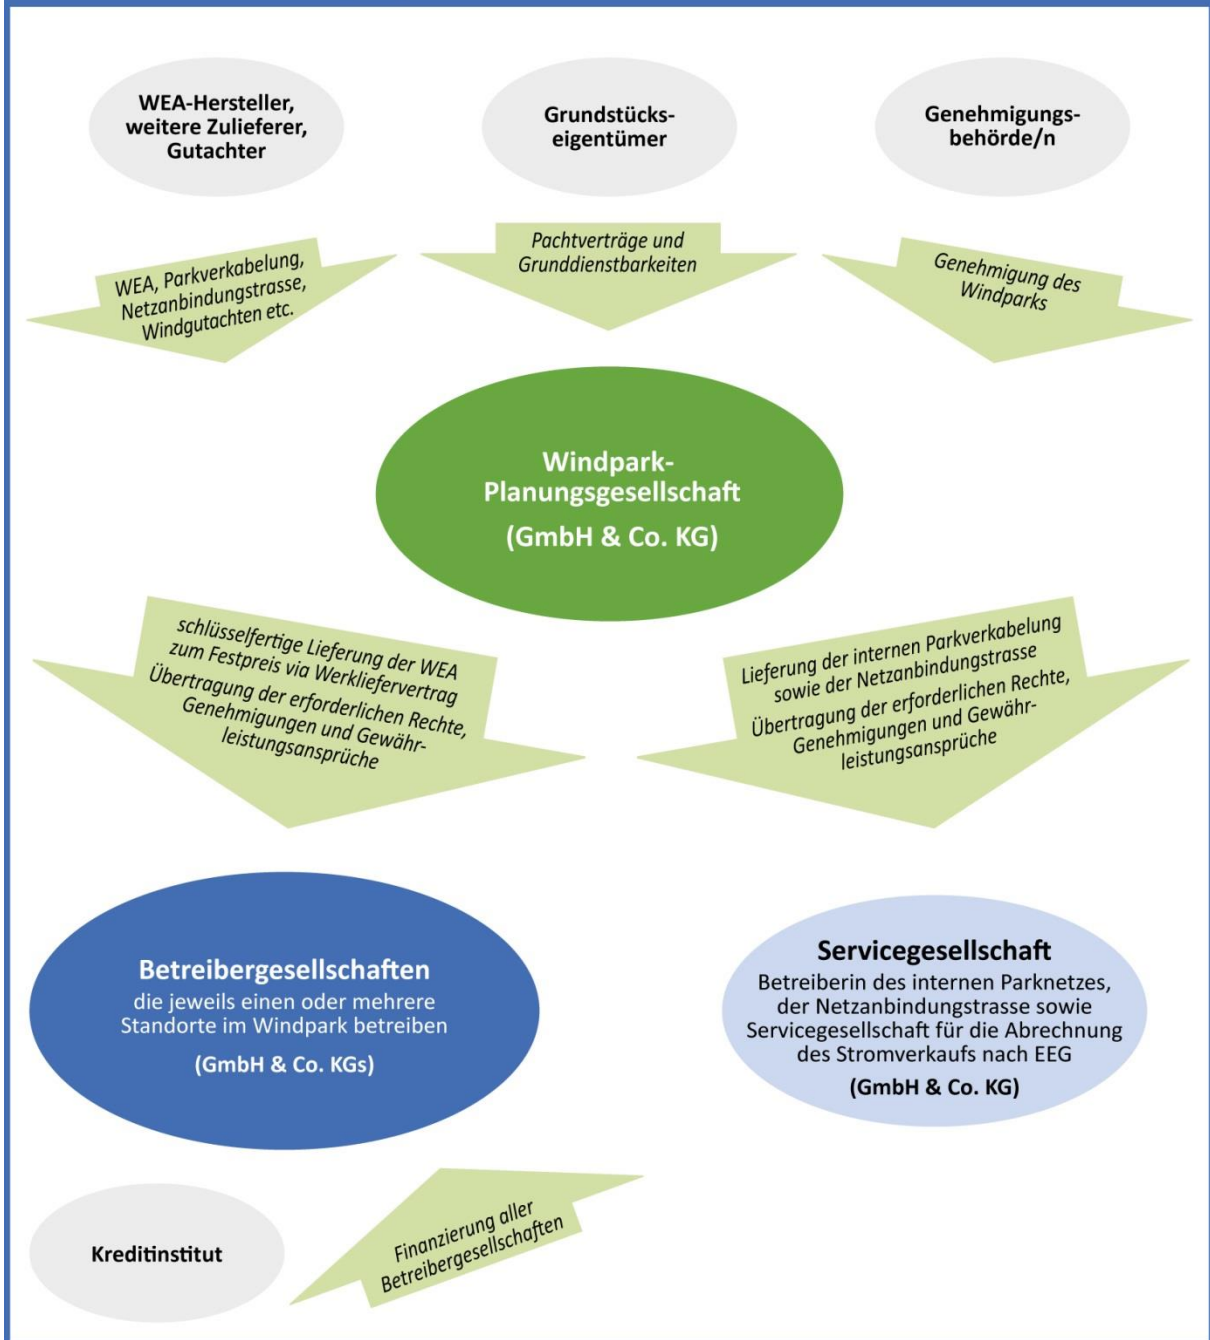 WEA-Hersteller,
weitere Zulieferer,
Gutachter
Grundstücks-
eigentümer
Genehmigungs-
behörde/n
WEA, Parkverkabelung,
Netzanbindungstrasse,
Windgutachten etc.
Pachtverträge und
Grunddienstbarkeiten
Genehmigung des
Windparks
Windpark-
Planungsgesellschaft
(GmbH & Co. KG)
schlüsselfertige Lieferung der WEA
zum Festpreis via Werkliefervertrag
Übertragung der erforderlichen Rechte,
Genehmigungen und Gewähr-
leistungsansprüche
Lieferung der internen Parkverkabelung
sowie der Netzanbindungstrasse
Übertragung der erforderlichen Rechte,
Genehmigungen und Gewähr-
leistungsansprüche
Betreibergesellschaften
die jeweils einen oder mehrere
Standorte im Windpark betreiben
(GmbH & Co. KGs)
Servicegesellschaft
Betreiberin des internen Parknetzes,
der Netzanbindungstrasse sowie
Servicegesellschaft für die Abrechnung
des Stromverkaufs nach EEG
(GmbH & Co. KG)
Kreditinstitut
Finanzierung aller
Betreibergesellschaften